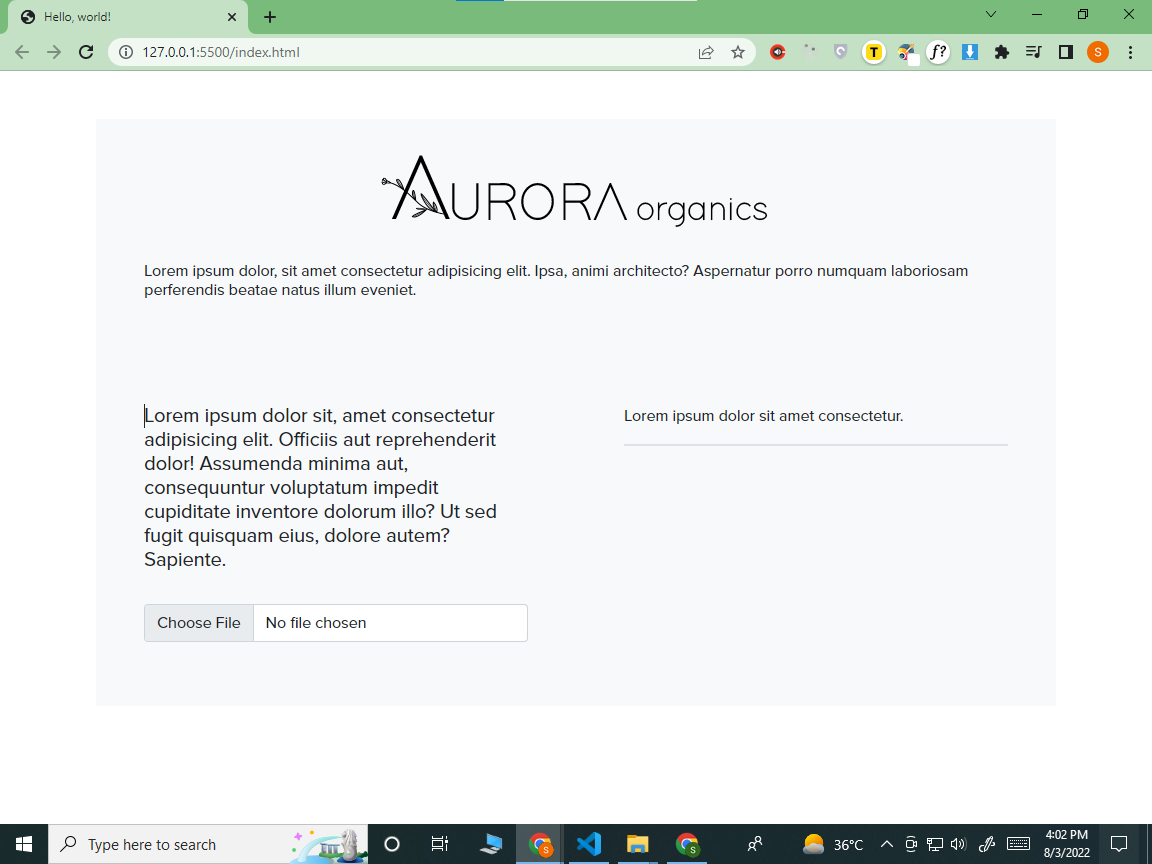 Hello, world!
127.0.0.1:5500/index.html
T
f?
S
AURORA organics
Lorem ipsum dolor, sit amet consectetur adipisicing elit. Ipsa, animi architecto? Aspernatur porro numquam laboriosam
perferendis beatae natus illum eveniet.
Lorem ipsum dolor sit, amet consectetur
adipisicing elit. Officiis aut reprehenderit
dolor! Assumenda minima aut,
consequuntur voluptatum impedit
cupiditate inventore dolorum illo? Ut sed
fugit quisquam eius, dolore autem?
Sapiente.
Lorem ipsum dolor sit amet consectetur.
Choose File No file chosen
Type here to search
S
S
36°C
4:02 PM
8/3/2022